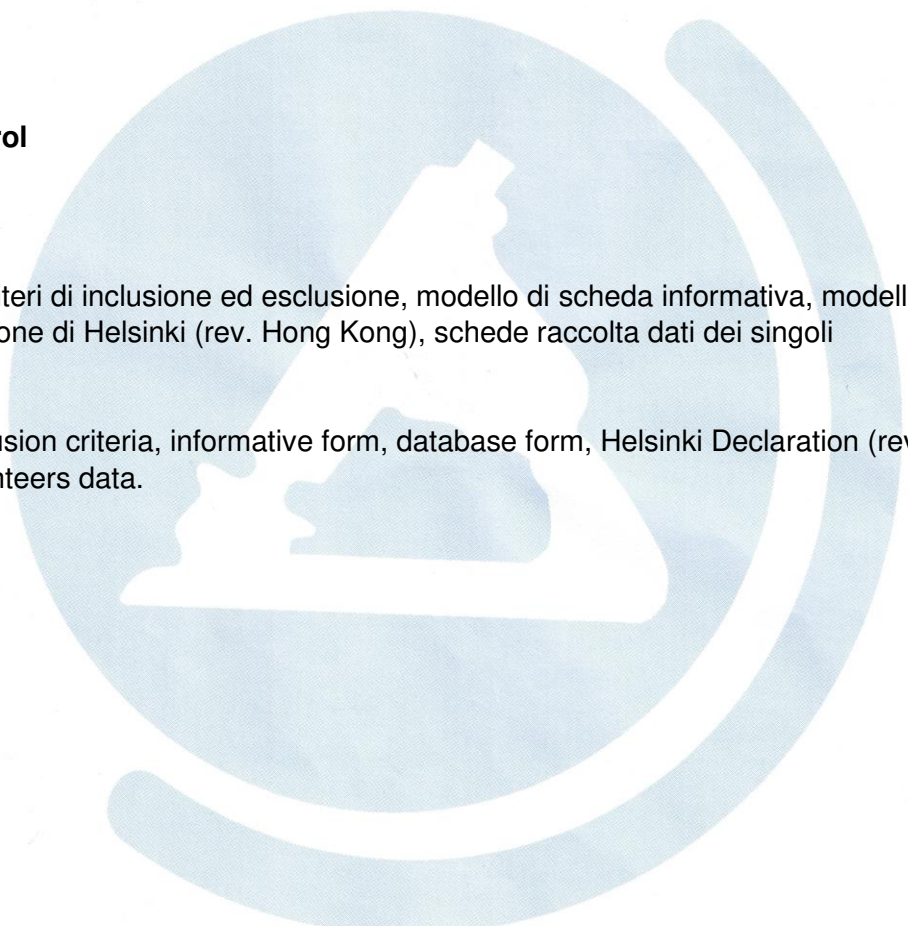 rol
teri di inclusione ed esclusione, modello di scheda informativa, modell
one di Helsinki (rev. Hong Kong), schede raccolta dati dei singoli
usion criteria, informative form, database form, Helsinki Declaration (rev
nteers data.